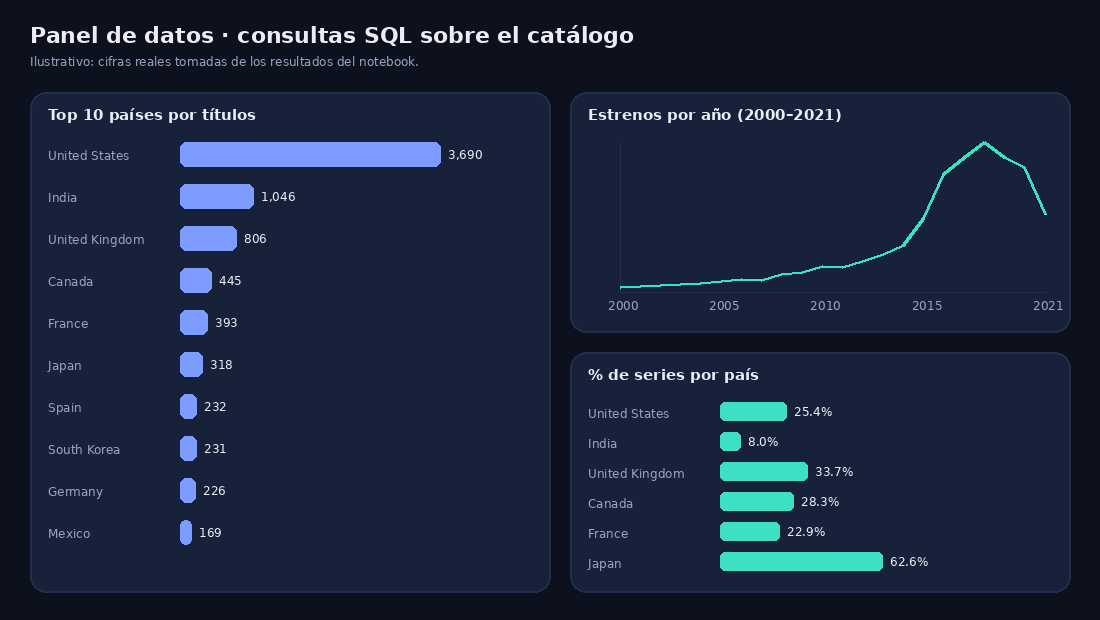 Panel de datos · consultas SQL sobre el catálogo
Ilustrativo: cifras reales tomadas de los resultados del notebook.
Top 10 países por títulos
United States 3,690
India 1,046
United Kingdom 806
Canada 445
France 393
Japan 318
Spain 232
South Korea 231
Germany 226
Mexico 169
Estrenos por año (2000–2021)
2000 2005 2010 2015 2021
% de series por país
United States 25.4%
India 8.0%
United Kingdom 33.7%
Canada 28.3%
France 22.9%
Japan 62.6%